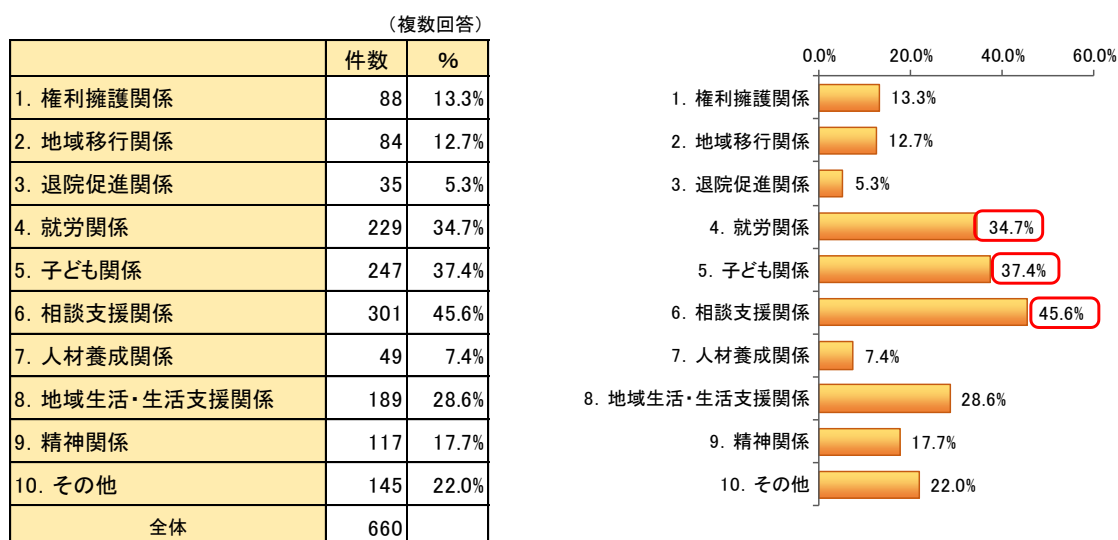 （複数回答）
件数 %
1. 権利擁護関係 88 13.3%
2. 地域移行関係 84 12.7%
3. 退院促進関係 35 5.3%
4. 就労関係 229 34.7%
5. 子ども関係 247 37.4%
6. 相談支援関係 301 45.6%
7. 人材養成関係 49 7.4%
8. 地域生活・生活支援関係 189 28.6%
9. 精神関係 117 17.7%
10. その他 145 22.0%
全体 660
0.0% 20.0% 40.0% 60.0%
1. 権利擁護関係 13.3%
2. 地域移行関係 12.7%
3. 退院促進関係 5.3%
4. 就労関係 34.7%
5. 子ども関係 37.4%
6. 相談支援関係 45.6%
7. 人材養成関係 7.4%
8. 地域生活・生活支援関係 28.6%
9. 精神関係 17.7%
10. その他 22.0%